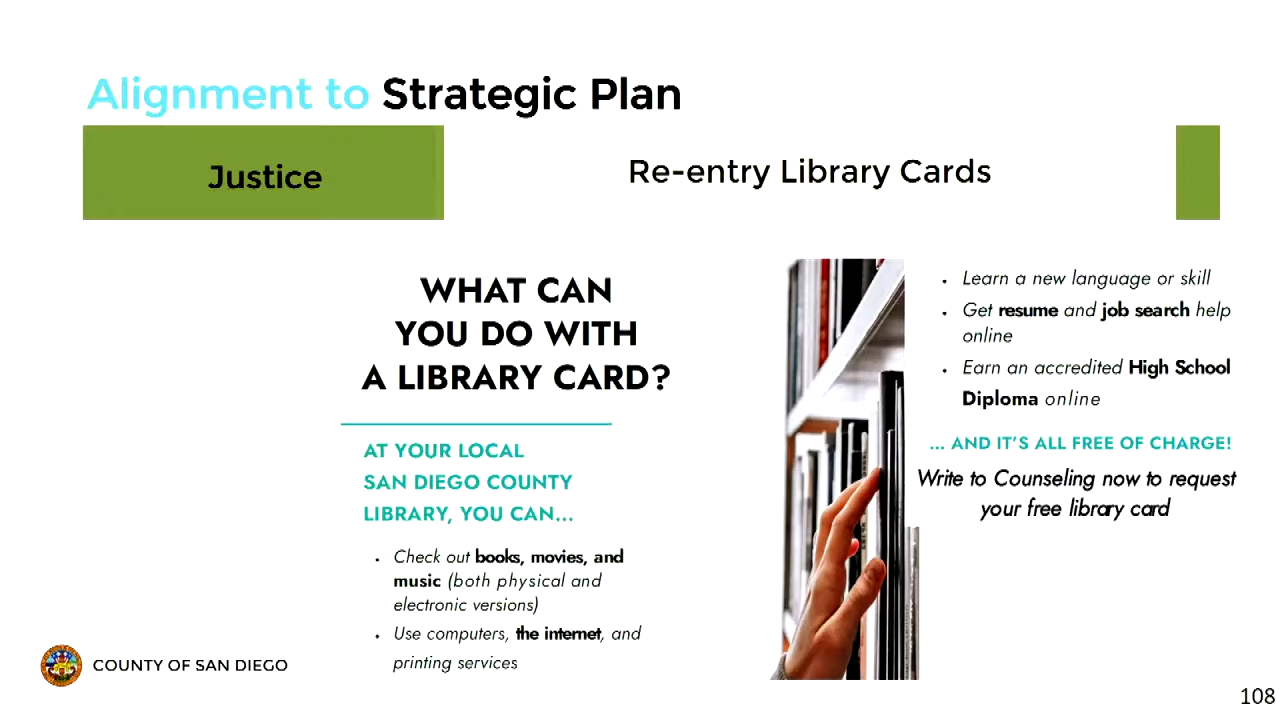 Alignment to Strategic Plan
Justice
Re-entry Library Cards
WHAT CAN
YOU DO WITH
A LIBRARY CARD?
AT YOUR LOCAL
SAN DIEGO COUNTY
LIBRARY, YOU CAN...
• Check out books, movies, and
music (both physical and
electronic versions)
• Use computers, the internet, and
printing services
• Learn a new language or skill
• Get resume and job search help
online
• Earn an accredited High School
Diploma online
... AND IT'S ALL FREE OF CHARGE!
Write to Counseling now to request
your free library card
COUNTY OF SAN DIEGO
108